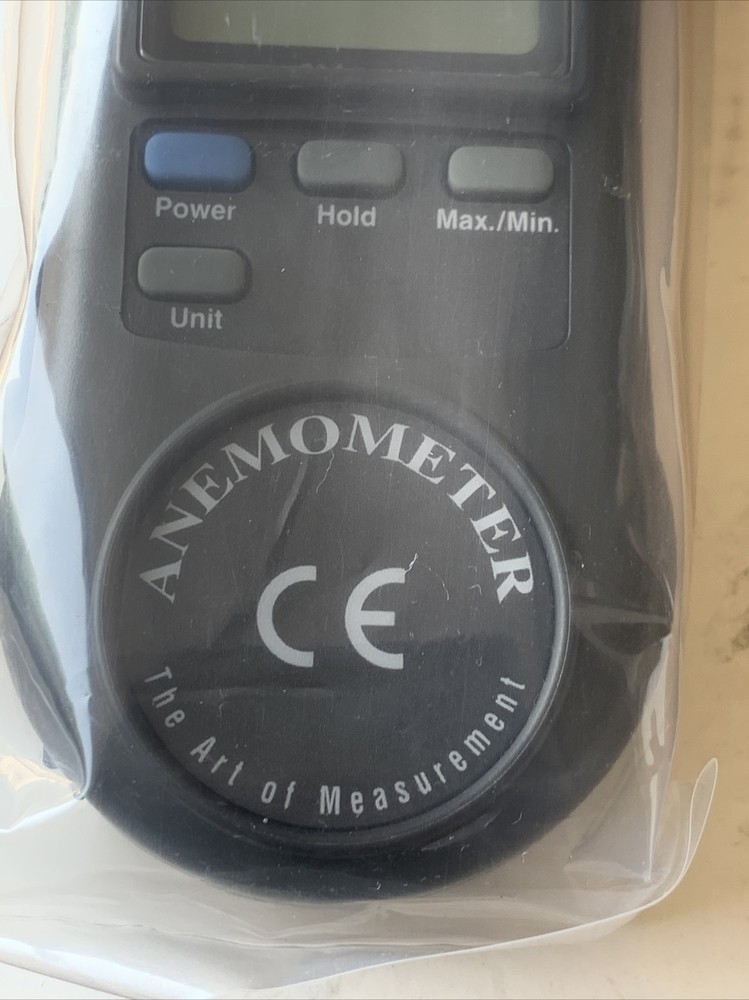 Power Hold Max./Min.
Unit
ANEMOMETER
CE
The Art of Measurement